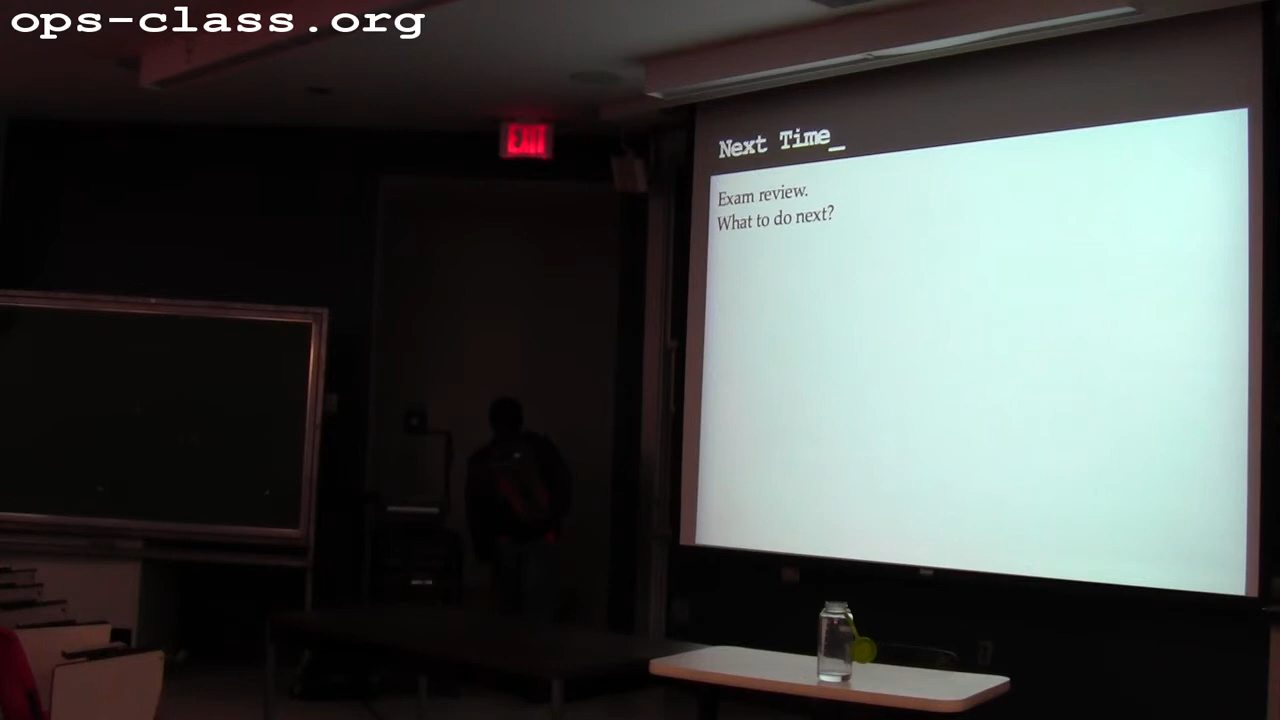 ops-class.org
EXIT
Next Time_
Exam review.
What to do next?